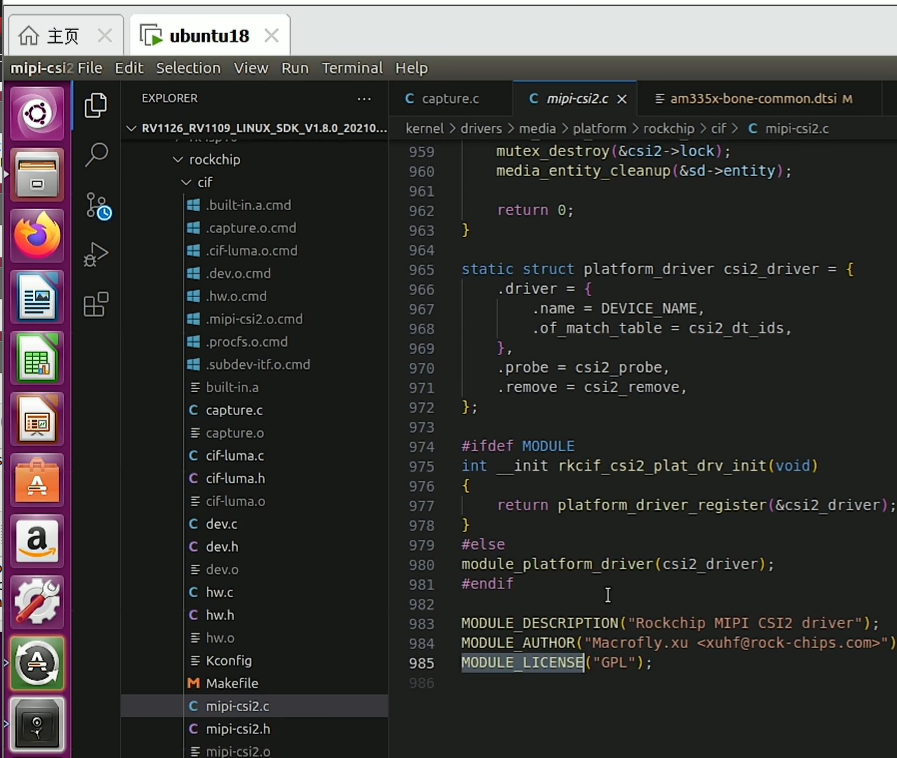 主页
ubuntu18
mipi-csi2 File Edit Selection View Run Terminal Help
EXPLORER
RV1126_RV1109_LINUX_SDK_V1.8.0_20210...
rockchip
cif
.built-in.a.cmd
.capture.o.cmd
.cif-luma.o.cmd
.dev.o.cmd
.hw.o.cmd
.mipi-csi2.o.cmd
.procfs.o.cmd
.subdev-itf.o.cmd
built-in.a
C capture.c
capture.o
C cif-luma.c
C cif-luma.h
cif-luma.o
C dev.c
C dev.h
dev.o
C hw.c
C hw.h
hw.o
Kconfig
M Makefile
C mipi-csi2.c
C mipi-csi2.h
mipi-csi2.o
C capture.c
C mipi-csi2.c
am335x-bone-common.dtsi M
kernel > drivers > media > platform > rockchip > cif > C mipi-csi2.c
959 mutex_destroy(&csi2->lock);
960 media_entity_cleanup(&sd->entity);
961
962 return 0;
963 }
964
965 static struct platform_driver csi2_driver = {
966 .driver = {
967 .name = DEVICE_NAME,
968 .of_match_table = csi2_dt_ids,
969 },
970 .probe = csi2_probe,
971 .remove = csi2_remove,
972 };
973
974 #ifdef MODULE
975 int __init rkcif_csi2_plat_drv_init(void)
976 {
977 return platform_driver_register(&csi2_driver);
978 }
979 #else
980 module_platform_driver(csi2_driver);
981 #endif
982
983 MODULE_DESCRIPTION("Rockchip MIPI CSI2 driver");
984 MODULE_AUTHOR("Macrofly.xu <xuhf@rock-chips.com>")
985 MODULE_LICENSE("GPL");
986